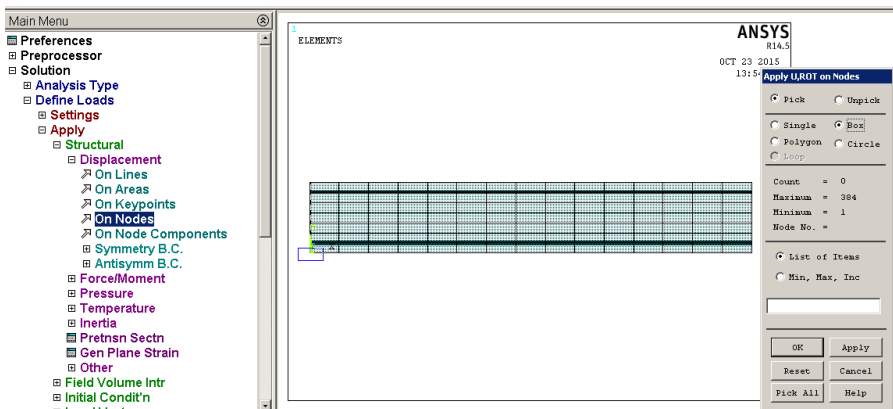 Main Menu
Preferences
Preprocessor
Solution
Analysis Type
Define Loads
Settings
Apply
Structural
Displacement
On Lines
On Areas
On Keypoints
On Nodes
On Node Components
Symmetry B.C.
Antisymm B.C.
Force/Moment
Pressure
Temperature
Inertia
Pretnsn Sectn
Gen Plane Strain
Other
Field Volume Intr
Initial Condit'n
1
ELEMENTS
ANSYS
R14.5
OCT 23 2015
13:54
Apply U,ROT on Nodes
Pick Unpick
Single Box
Polygon Circle
Loop
Count = 0
Maximum = 384
Minimum = 1
Node No. =
List of Items
Min, Max, Inc
OK Apply
Reset Cancel
Pick All Help